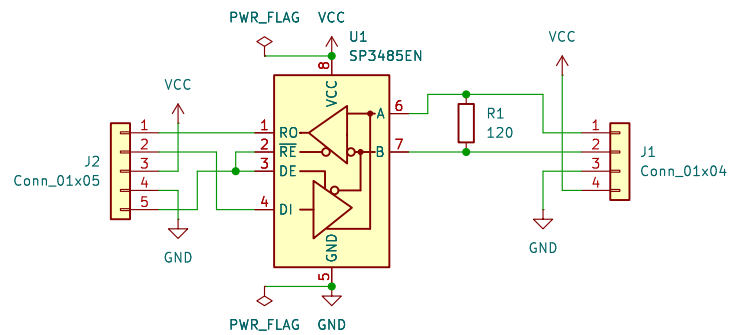 PWR_FLAG VCC
U1
SP3485EN
VCC
8
VCC
VCC
6
A
R1
120
1
1
RO
1
J2
Conn_01x05
2
2
RE
7
B
2
J1
Conn_01x04
3
3
DE
3
4
4
DI
4
5
GND
GND
5
GND
PWR_FLAG GND